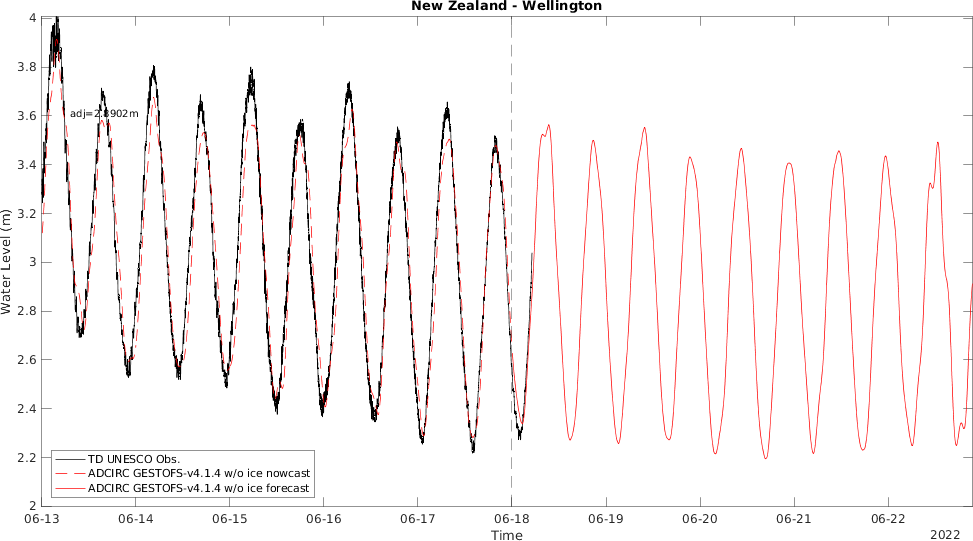 New Zealand - Wellington
4
3.8
3.6
3.4
3.2
3
2.8
2.6
2.4
2.2
2
Water Level (m)
adj=2.8902m
TD UNESCO Obs.
ADCIRC GESTOFS-v4.1.4 w/o ice nowcast
ADCIRC GESTOFS-v4.1.4 w/o ice forecast
06-13 06-14 06-15 06-16 06-17 06-18 06-19 06-20 06-21 06-22
Time
2022